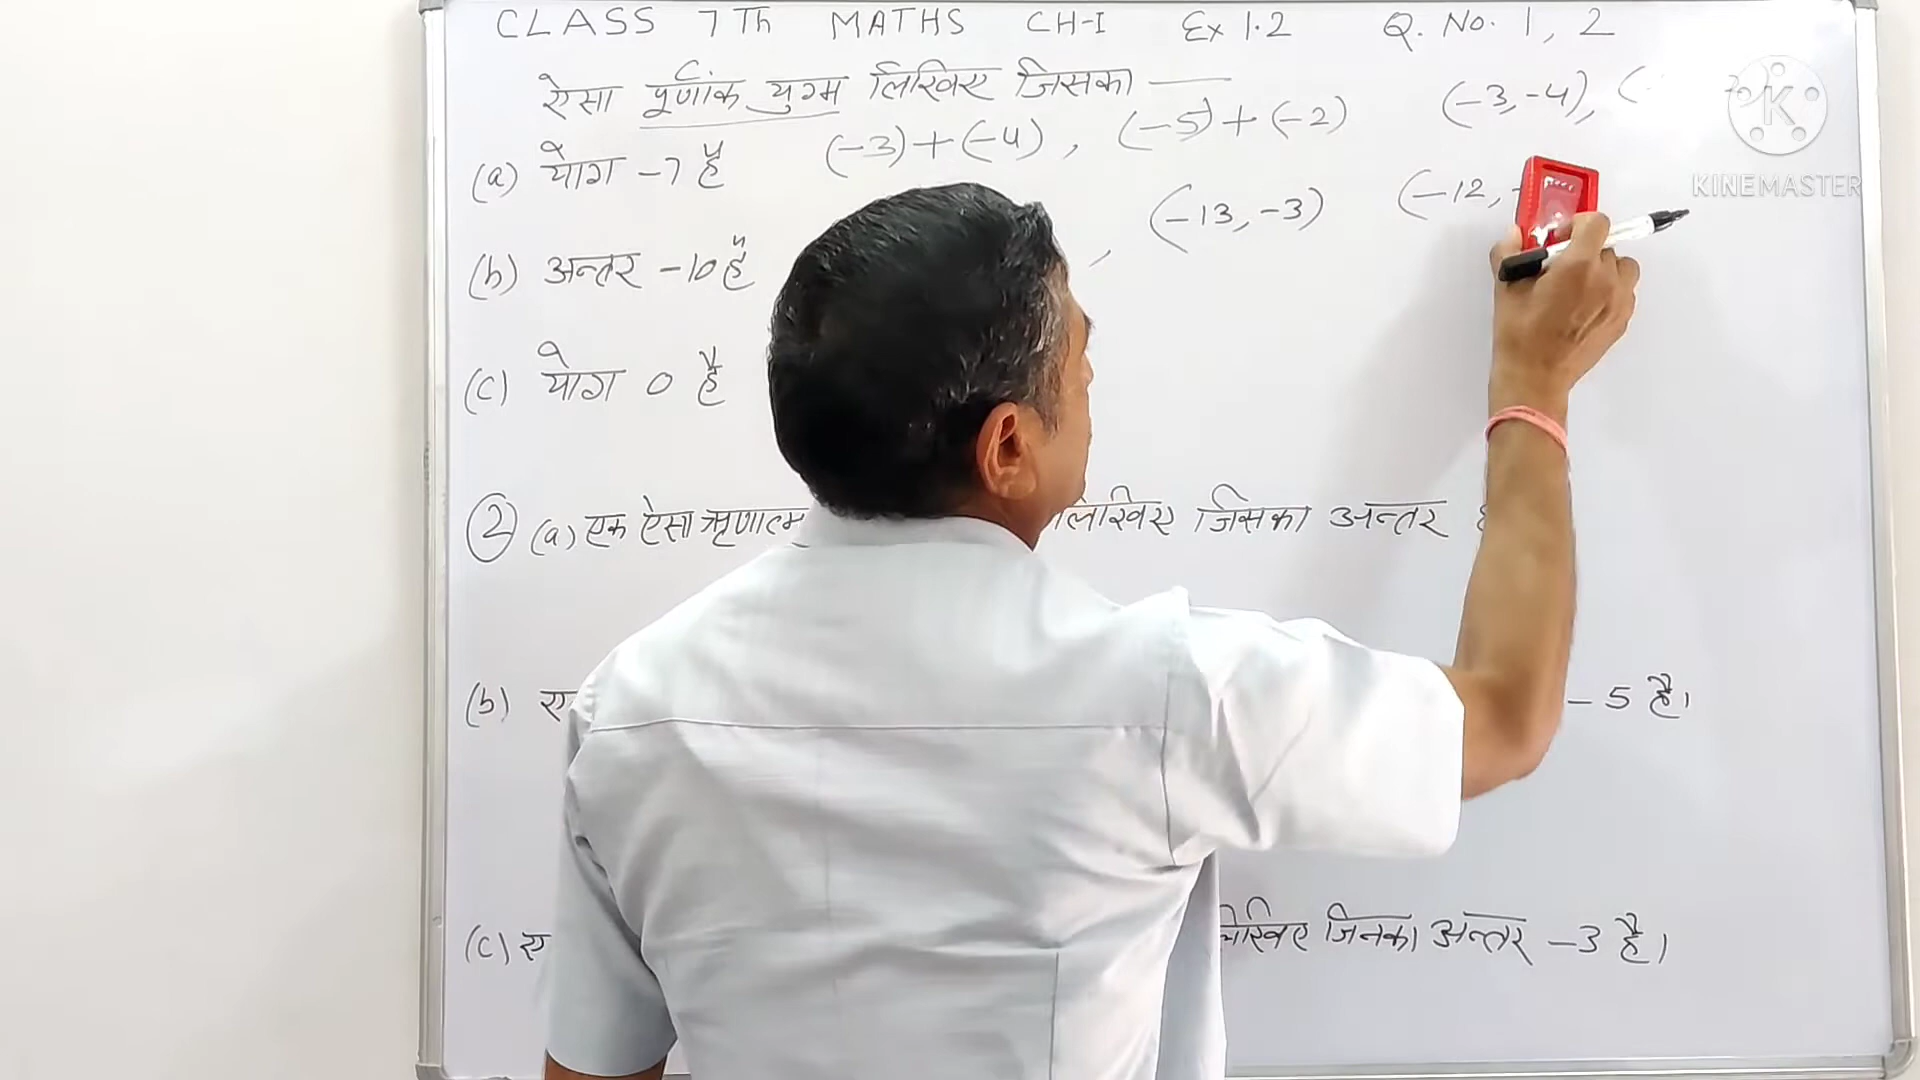 CLASS 7Th MATHS CH-I Ex 1.2 Q. No. 1, 2
ऐसा पूर्णांक युग्म लिखिए जिसका —
(a) योग -7 है (-3)+(-4), (-5)+(-2) (-3,-4),
(b) अन्तर -10 है , (-13,-3) (-12,
(c) योग 0 है
② (a) एक ऐसा जिसका अन्तर
(b) -5 है।
(c) जिनका अन्तर -3 है।
K
KINEMASTER